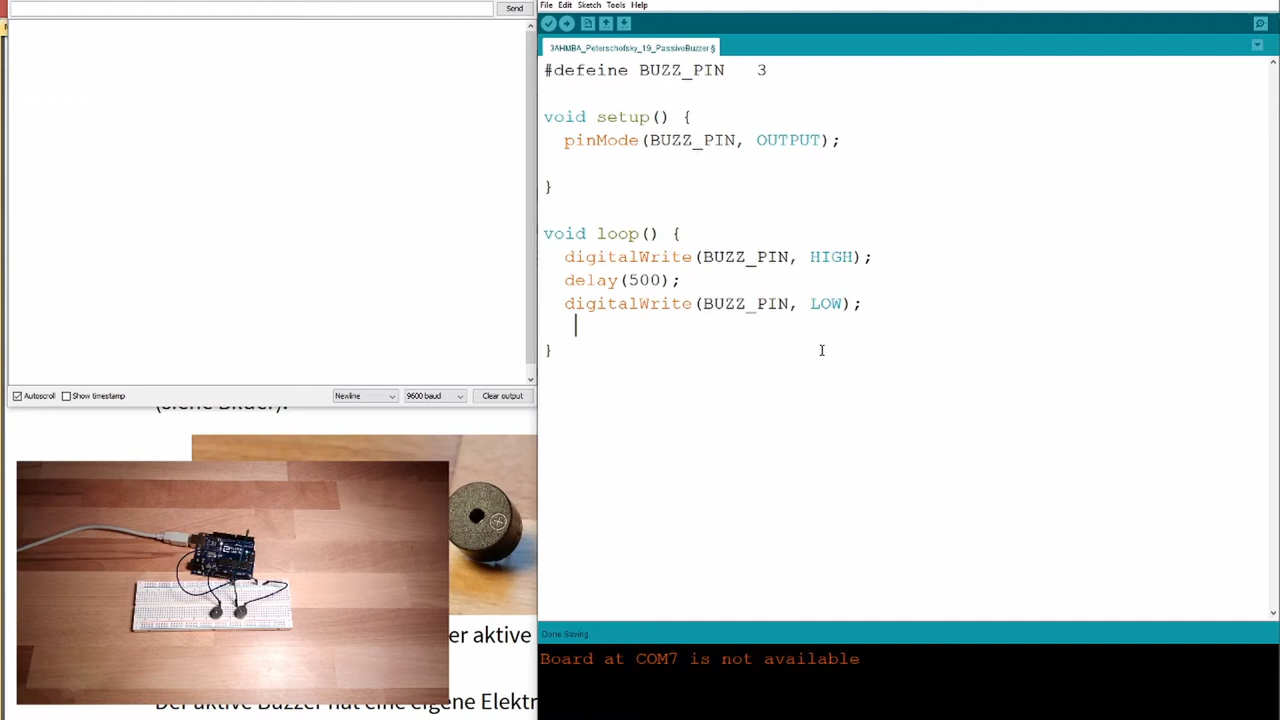 Send
File Edit Sketch Tools Help
3AHMBA_Peterschofsky_19_PassiveBuzzer§
#defeine BUZZ_PIN 3
void setup() {
pinMode(BUZZ_PIN, OUTPUT);
}
void loop() {
digitalWrite(BUZZ_PIN, HIGH);
delay(500);
digitalWrite(BUZZ_PIN, LOW);
}
Autoscroll Show timestamp Newline 9600 baud Clear output
(siehe Bilder).
er aktive
Der aktive Buzzer hat eine eigene Elektr
Done Saving
Board at COM7 is not available